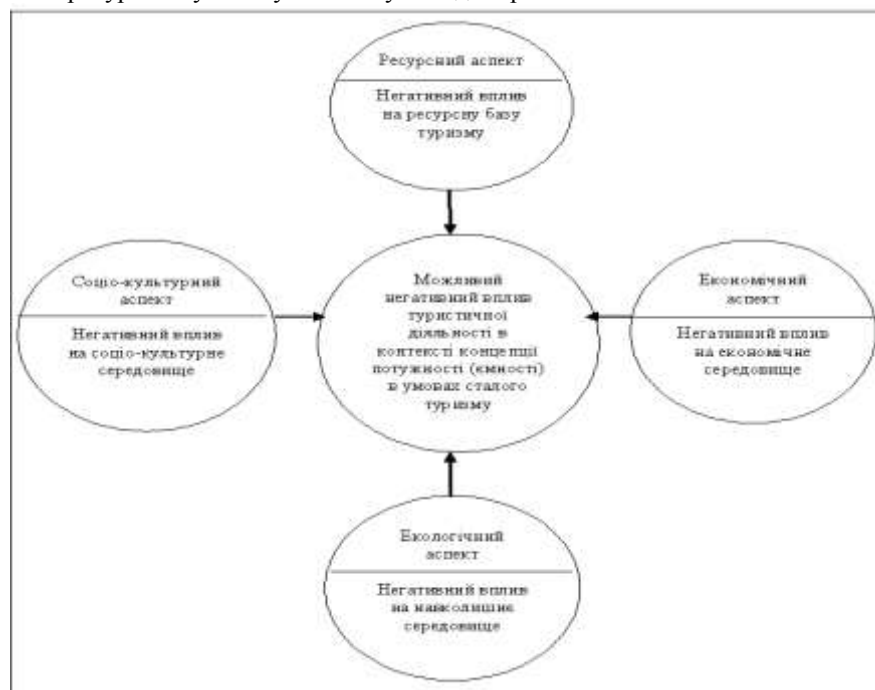 Ресурсний аспект
Негативний вплив
на ресурсну базу
туризму
Соціо-культурний
аспект
Негативний вплив
на соціо-культурне
середовище
Можливий
негативний вплив
туристичної
діяльності в
контексті концепції
потужності (ємності)
в умовах сталого
туризму
Економічний
аспект
Негативний вплив
на економічне
середовище
Екологічний
аспект
Негативний вплив
на навколишнє
середовище